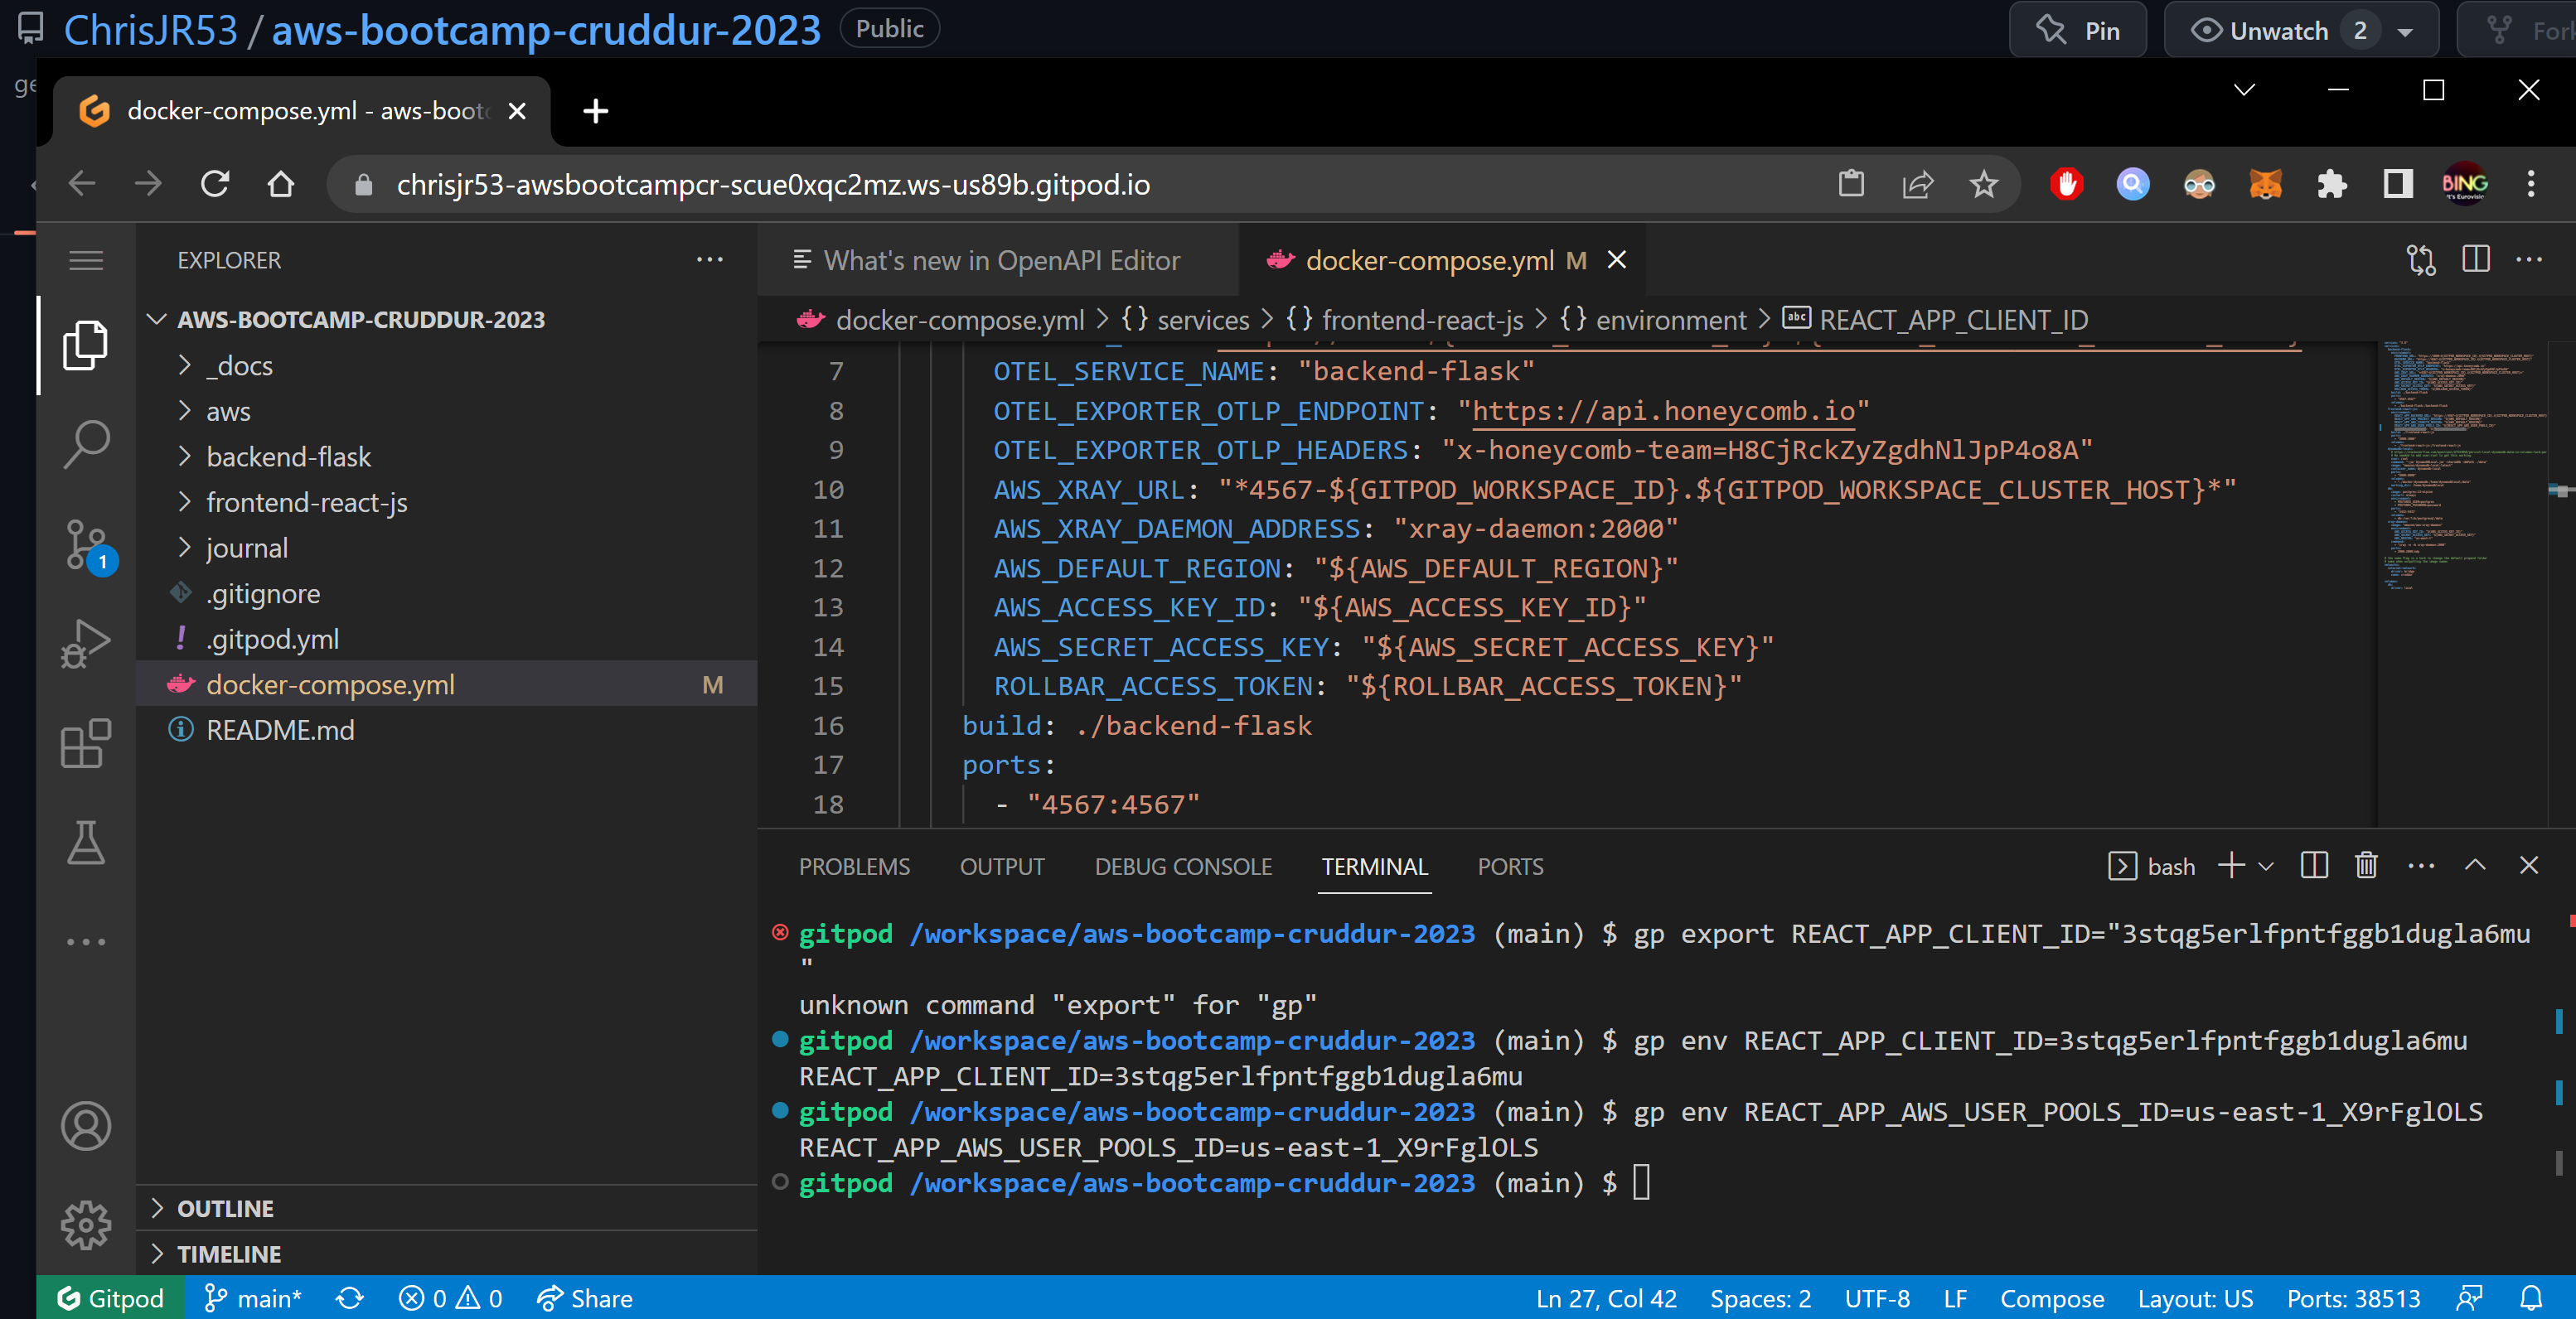 ChrisJR53 / aws-bootcamp-cruddur-2023 Public Pin Unwatch 2
docker-compose.yml - aws-boot
chrisjr53-awsbootcampcr-scue0xqc2mz.ws-us89b.gitpod.io
BING
EXPLORER
What's new in OpenAPI Editor docker-compose.yml M
AWS-BOOTCAMP-CRUDDUR-2023
docker-compose.yml > {} services > {} frontend-react-js > {} environment > abc REACT_APP_CLIENT_ID
_docs
aws
backend-flask
frontend-react-js
journal
.gitignore
.gitpod.yml
docker-compose.yml M
README.md
1
OUTLINE
TIMELINE
7 OTEL_SERVICE_NAME: "backend-flask"
8 OTEL_EXPORTER_OTLP_ENDPOINT: "https://api.honeycomb.io"
9 OTEL_EXPORTER_OTLP_HEADERS: "x-honeycomb-team=H8CjRckZyZgdhNlJpP4o8A"
10 AWS_XRAY_URL: "*4567-${GITPOD_WORKSPACE_ID}.${GITPOD_WORKSPACE_CLUSTER_HOST}*"
11 AWS_XRAY_DAEMON_ADDRESS: "xray-daemon:2000"
12 AWS_DEFAULT_REGION: "${AWS_DEFAULT_REGION}"
13 AWS_ACCESS_KEY_ID: "${AWS_ACCESS_KEY_ID}"
14 AWS_SECRET_ACCESS_KEY: "${AWS_SECRET_ACCESS_KEY}"
15 ROLLBAR_ACCESS_TOKEN: "${ROLLBAR_ACCESS_TOKEN}"
16 build: ./backend-flask
17 ports:
18 - "4567:4567"
PROBLEMS OUTPUT DEBUG CONSOLE TERMINAL PORTS bash
gitpod /workspace/aws-bootcamp-cruddur-2023 (main) $ gp export REACT_APP_CLIENT_ID="3stqg5erlfpntfggb1dugla6mu
"
unknown command "export" for "gp"
gitpod /workspace/aws-bootcamp-cruddur-2023 (main) $ gp env REACT_APP_CLIENT_ID=3stqg5erlfpntfggb1dugla6mu
REACT_APP_CLIENT_ID=3stqg5erlfpntfggb1dugla6mu
gitpod /workspace/aws-bootcamp-cruddur-2023 (main) $ gp env REACT_APP_AWS_USER_POOLS_ID=us-east-1_X9rFglOLS
REACT_APP_AWS_USER_POOLS_ID=us-east-1_X9rFglOLS
gitpod /workspace/aws-bootcamp-cruddur-2023 (main) $
Gitpod main* 0 0 Share Ln 27, Col 42 Spaces: 2 UTF-8 LF Compose Layout: US Ports: 38513